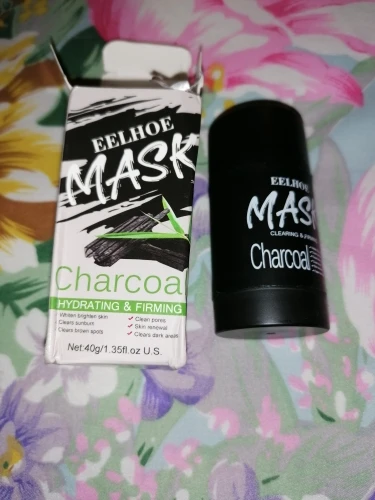 EELHOE
MASK
Charcoal
HYDRATING & FIRMING
Whiten brighten skin
Clears sunburn
Clears brown spots
Clean pores
Skin renewal
Clears dark areas
Net:40g/1.35fl.oz U.S.
EELHOE
MASK
CLEARING &
Charcoal